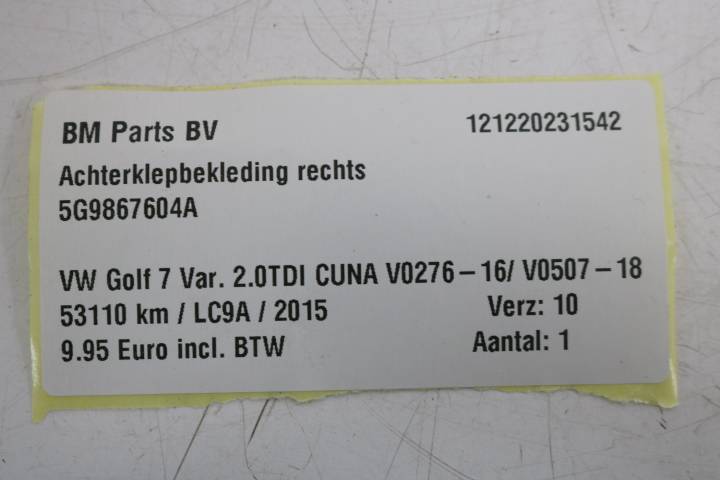 BM Parts BV 121220231542
Achterklepbekleding rechts
5G9867604A
VW Golf 7 Var. 2.0TDI CUNA V0276-16/ V0507-18
53110 km / LC9A / 2015 Verz: 10
9.95 Euro incl. BTW Aantal: 1